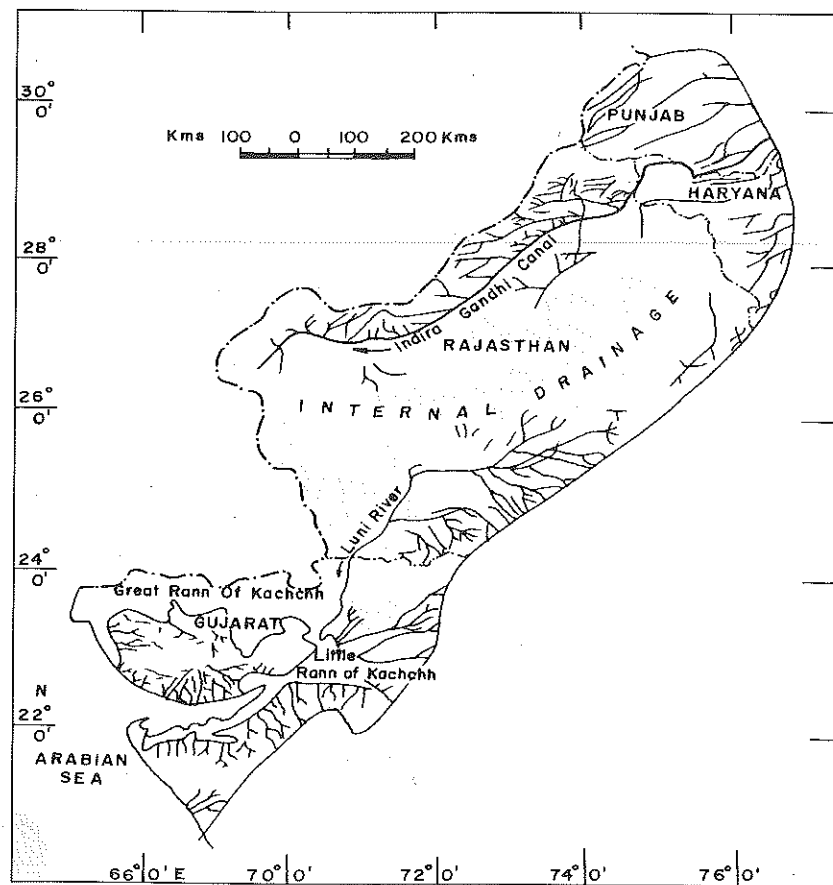 30°
0'
PUNJAB
Kms 100 0 100 200 Kms
HARYANA
28°
0'
Indira Gandhi Canal
RAJASTHAN
26°
0'
INTERNAL DRAINAGE
Luni River
24°
0'
Great Rann Of Kachchh
GUJARAT
Little
Rann of Kachchh
N
22°
0'
ARABIAN
SEA
66° 0' E 70° 0' 72° 0' 74° 0' 76° 0'